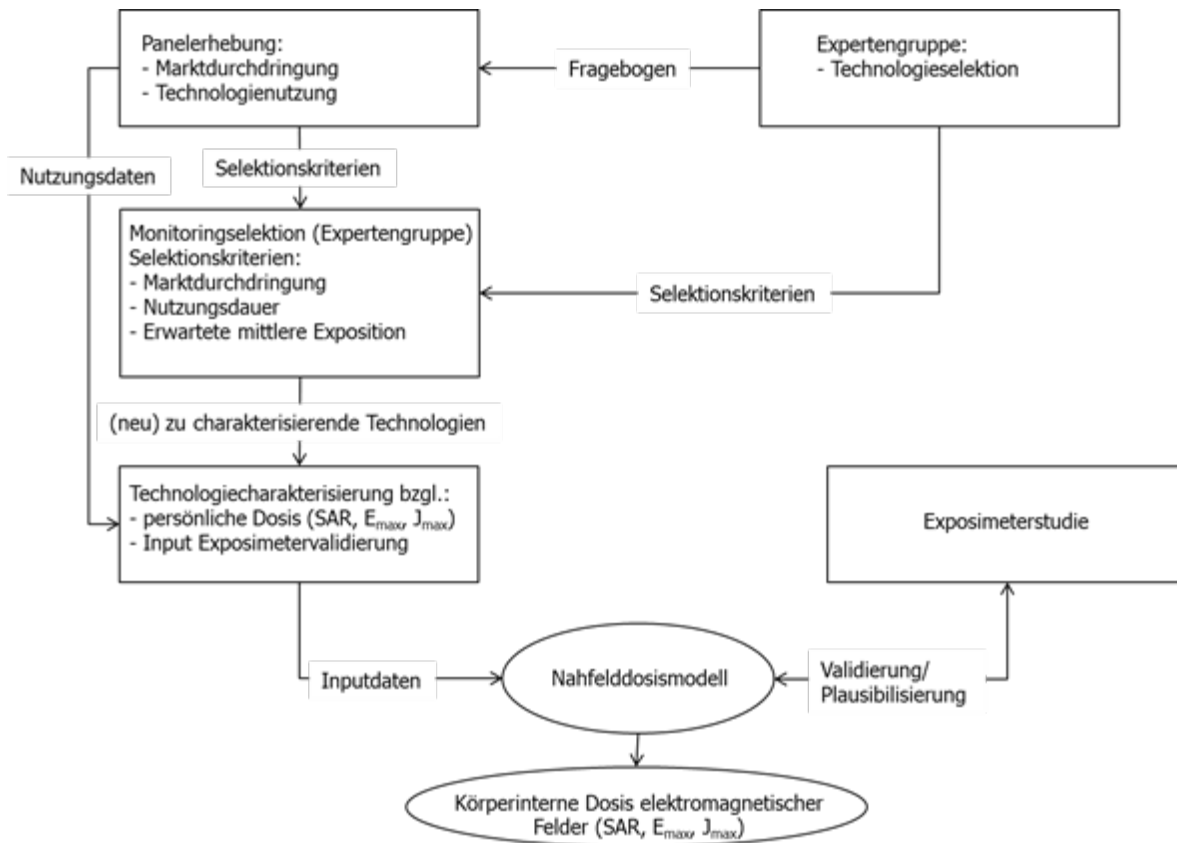 Panelerhebung:
- Marktdurchdringung
- Technologienutzung
Fragebogen
Expertengruppe:
- Technologieselektion
Nutzungsdaten
Selektionskriterien
Monitoringselektion (Expertengruppe)
Selektionskriterien:
- Marktdurchdringung
- Nutzungsdauer
- Erwartete mittlere Exposition
Selektionskriterien
(neu) zu charakterisierende Technologien
Technologiecharakterisierung bzgl.:
- persönliche Dosis (SAR, Emax, Jmax)
- Input Exposimetervalidierung
Exposimeterstudie
Inputdaten
Nahfelddosismodell
Validierung/
Plausibilisierung
Körperinterne Dosis elektromagnetischer
Felder (SAR, Emax, Jmax)